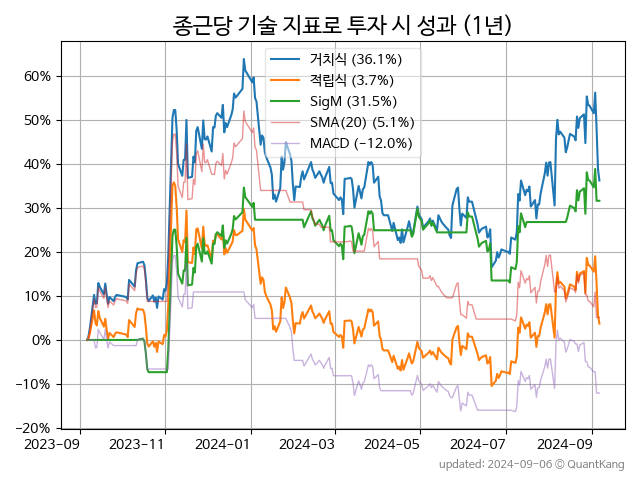 종근당 기술 지표로 투자 시 성과 (1년)
거치식 (36.1%)
적립식 (3.7%)
SigM (31.5%)
SMA(20) (5.1%)
MACD (−12.0%)
60%
50%
40%
30%
20%
10%
0%
−10%
−20%
2023-09 2023-11 2024-01 2024-03 2024-05 2024-07 2024-09
updated: 2024-09-06 © QuantKang